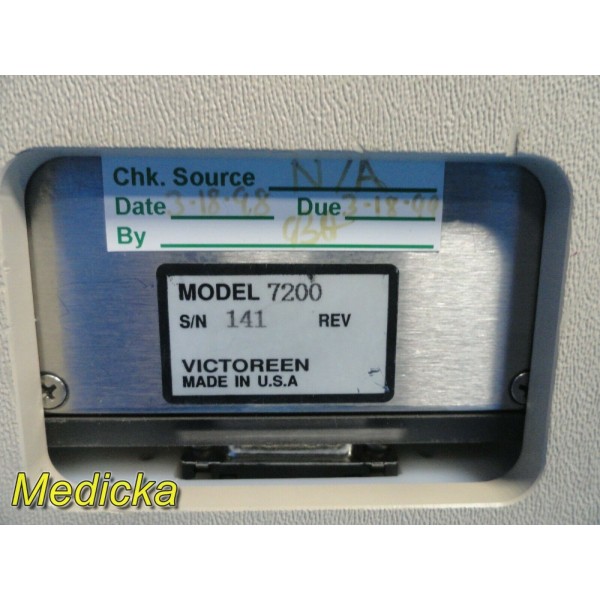 Chk. Source N/A
Date 3-18-98 Due 3-18-99
By
MODEL 7200
S/N 141 REV
VICTOREEN
MADE IN U.S.A
Medicka